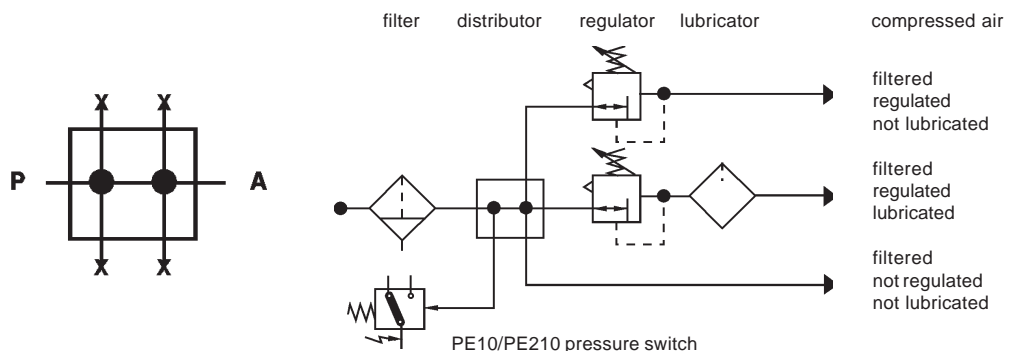 filter distributor regulator lubricator compressed air
X X
P A
X X
filtered
regulated
not lubricated
filtered
regulated
lubricated
filtered
not regulated
not lubricated
PE10/PE210 pressure switch